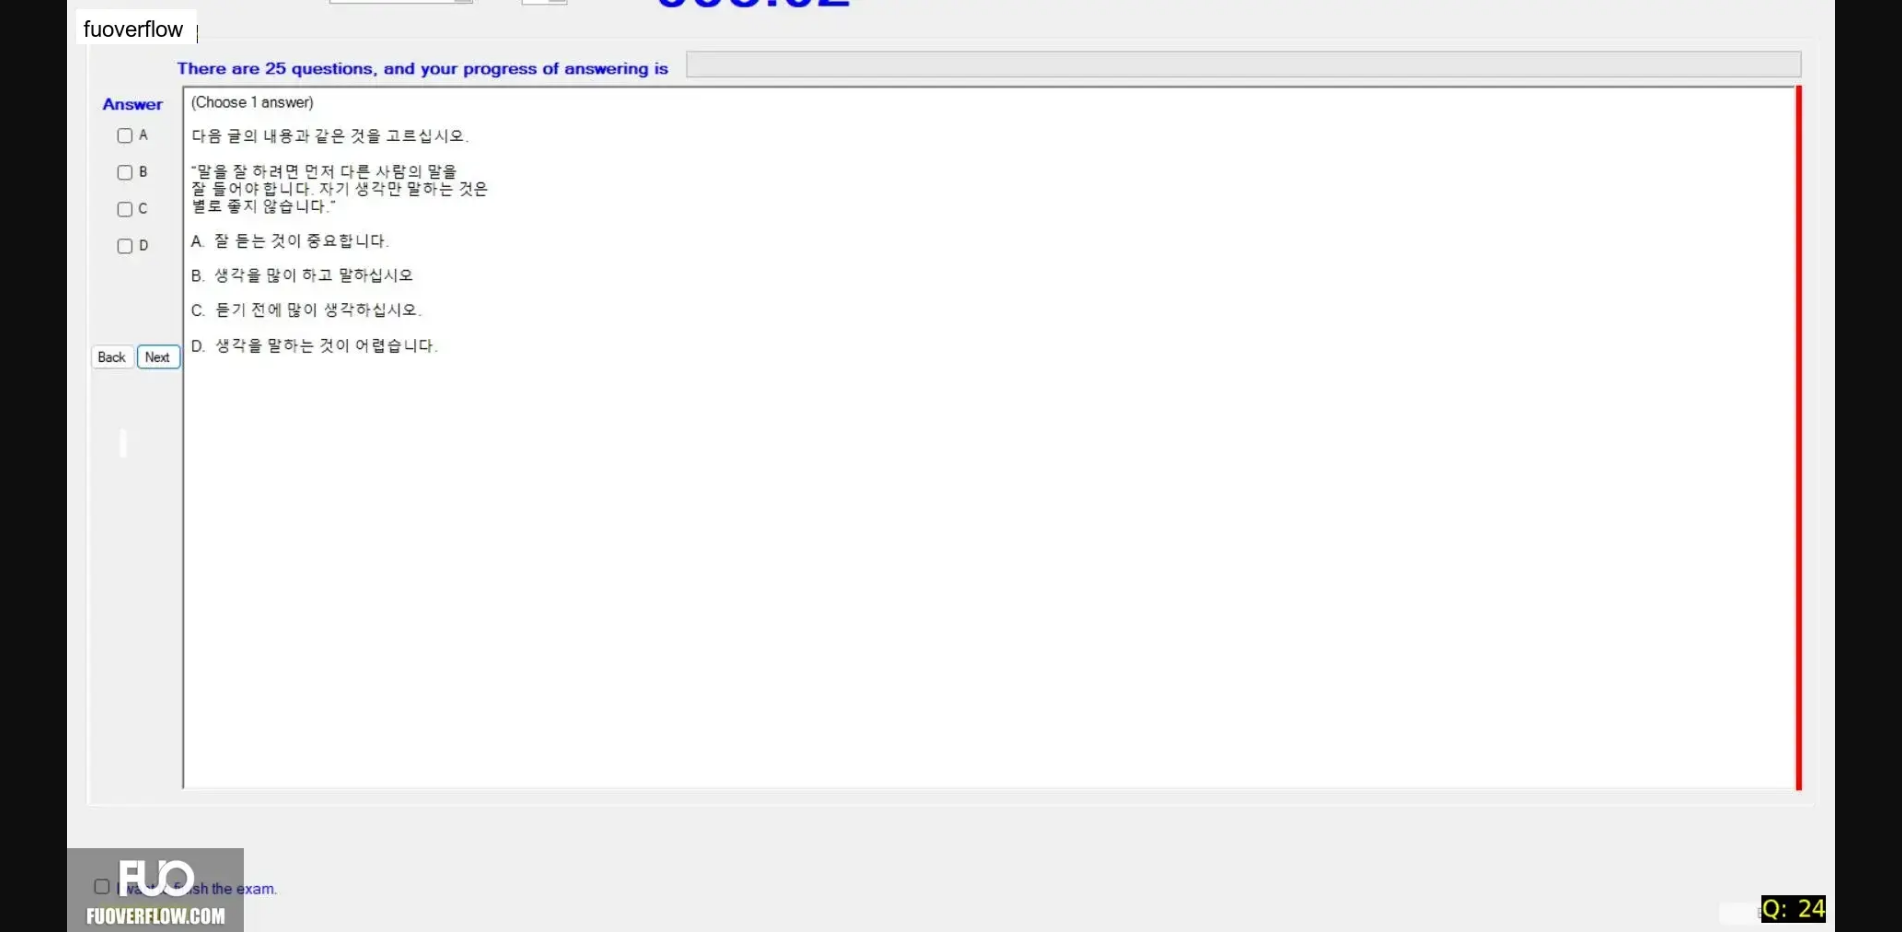 fuoverflow
There are 25 questions, and your progress of answering is
Answer
A
B
C
D
Back
Next
(Choose 1 answer)
다음 글의 내용과 같은 것을 고르십시오.
"말을 잘 하려면 먼저 다른 사람의 말을
잘 들어야 합니다. 자기 생각만 말하는 것은
별로 좋지 않습니다."
A. 잘 듣는 것이 중요합니다.
B. 생각을 많이 하고 말하십시오
C. 듣기 전에 많이 생각하십시오.
D. 생각을 말하는 것이 어렵습니다.
finish the exam.
FUO
FUOVERFLOW.COM
Q: 24